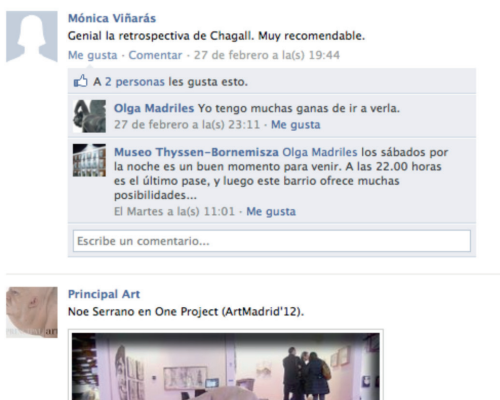 Mónica Viñarás
Genial la retrospectiva de Chagall. Muy recomendable.
Me gusta · Comentar · 27 de febrero a la(s) 19:44
A 2 personas les gusta esto.
Olga Madriles Yo tengo muchas ganas de ir a verla.
27 de febrero a la(s) 23:11 · Me gusta
Museo Thyssen-Bornemisza Olga Madriles los sábados por
la noche es un buen momento para venir. A las 22.00 horas
es el último pase, y luego este barrio ofrece muchas
posibilidades...
El Martes a la(s) 11:01 · Me gusta
Escribe un comentario...
Principal Art
Noe Serrano en One Project (ArtMadrid'12).